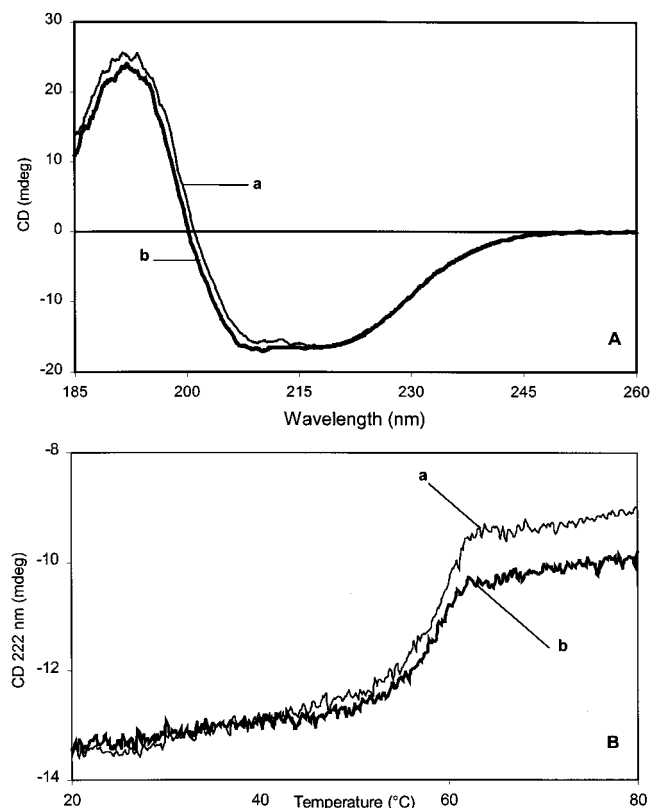 30
20
10
0
-10
-20
CD (mdeg)
a
b
A
185 200 215 230 245 260
Wavelength (nm)
-8
-10
-12
-14
CD 222 nm (mdeg)
a
b
B
20 40 60 80
Temperature (°C)